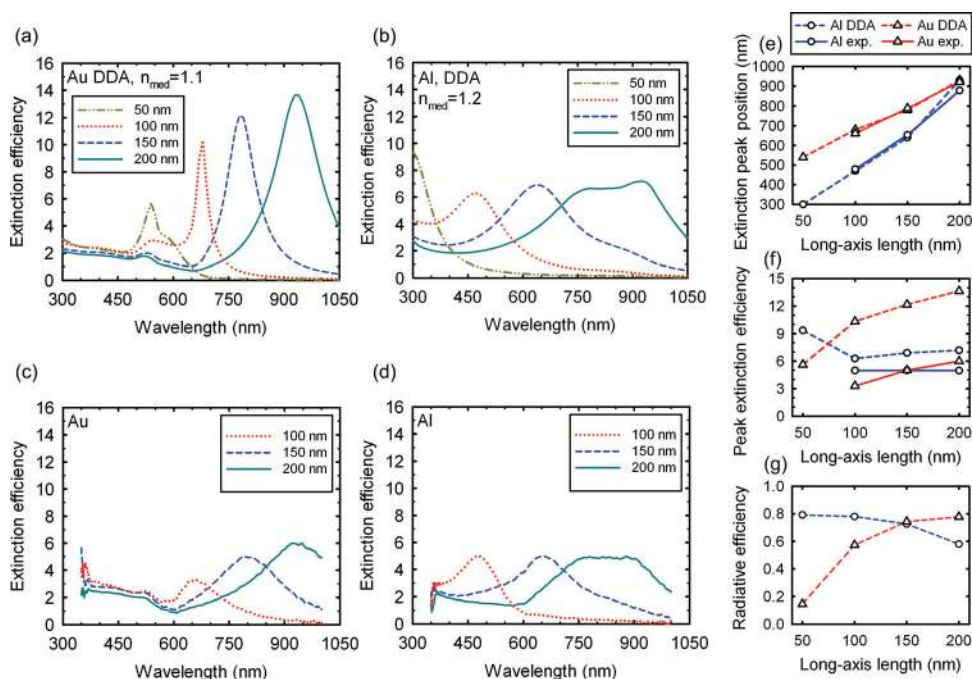 (a)
Au DDA, nmed=1.1
50 nm
100 nm
150 nm
200 nm
Extinction efficiency
16
14
12
10
8
6
4
2
0
300 450 600 750 900 1050
Wavelength (nm)
(b)
Al, DDA
nmed=1.2
50 nm
100 nm
150 nm
200 nm
Extinction efficiency
16
14
12
10
8
6
4
2
0
300 450 600 750 900 1050
Wavelength (nm)
(c)
Au
100 nm
150 nm
200 nm
Extinction efficiency
16
14
12
10
8
6
4
2
0
300 450 600 750 900 1050
Wavelength (nm)
(d)
Al
100 nm
150 nm
200 nm
Extinction efficiency
16
14
12
10
8
6
4
2
0
300 450 600 750 900 1050
Wavelength (nm)
Al DDA
Au DDA
Al exp.
Au exp.
(e)
Extinction peak position (nm)
1000
900
800
700
600
500
400
300
50 100 150 200
Long-axis length (nm)
(f)
Peak extinction efficiency
15
12
9
6
3
0
50 100 150 200
Long-axis length (nm)
(g)
Radiative efficiency
1.0
0.8
0.6
0.4
0.2
0.0
50 100 150 200
Long-axis length (nm)